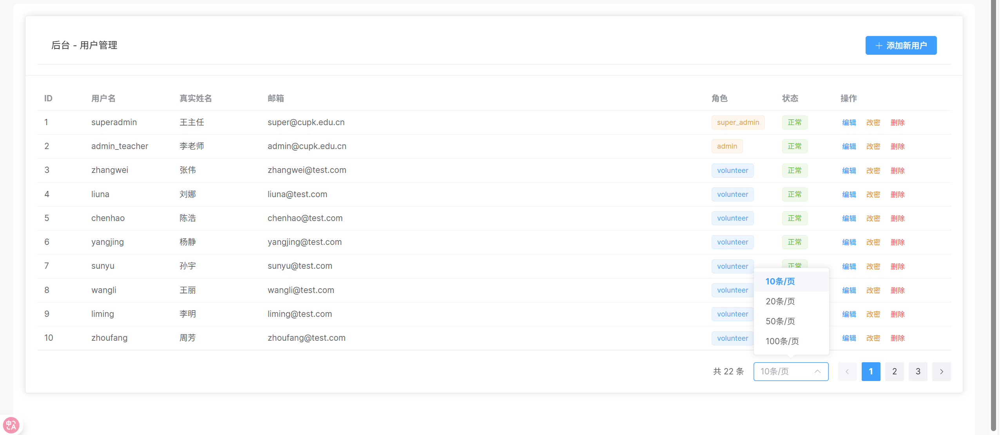 后台 - 用户管理
添加新用户
ID 用户名 真实姓名 邮箱 角色 状态 操作
1 superadmin 王主任 super@cupk.edu.cn super_admin 正常 编辑 改密 删除
2 admin_teacher 李老师 admin@cupk.edu.cn admin 正常 编辑 改密 删除
3 zhangwei 张伟 zhangwei@test.com volunteer 正常 编辑 改密 删除
4 liuna 刘娜 liuna@test.com volunteer 正常 编辑 改密 删除
5 chenhao 陈浩 chenhao@test.com volunteer 正常 编辑 改密 删除
6 yangjing 杨静 yangjing@test.com volunteer 正常 编辑 改密 删除
7 sunyu 孙宇 sunyu@test.com volunteer 正常 编辑 改密 删除
8 wangli 王丽 wangli@test.com volunteer 编辑 改密 删除
9 liming 李明 liming@test.com volunteer 编辑 改密 删除
10 zhoufang 周芳 zhoufang@test.com volunteer 编辑 改密 删除
10条/页
20条/页
50条/页
100条/页
共 22 条 10条/页 1 2 3
中 A